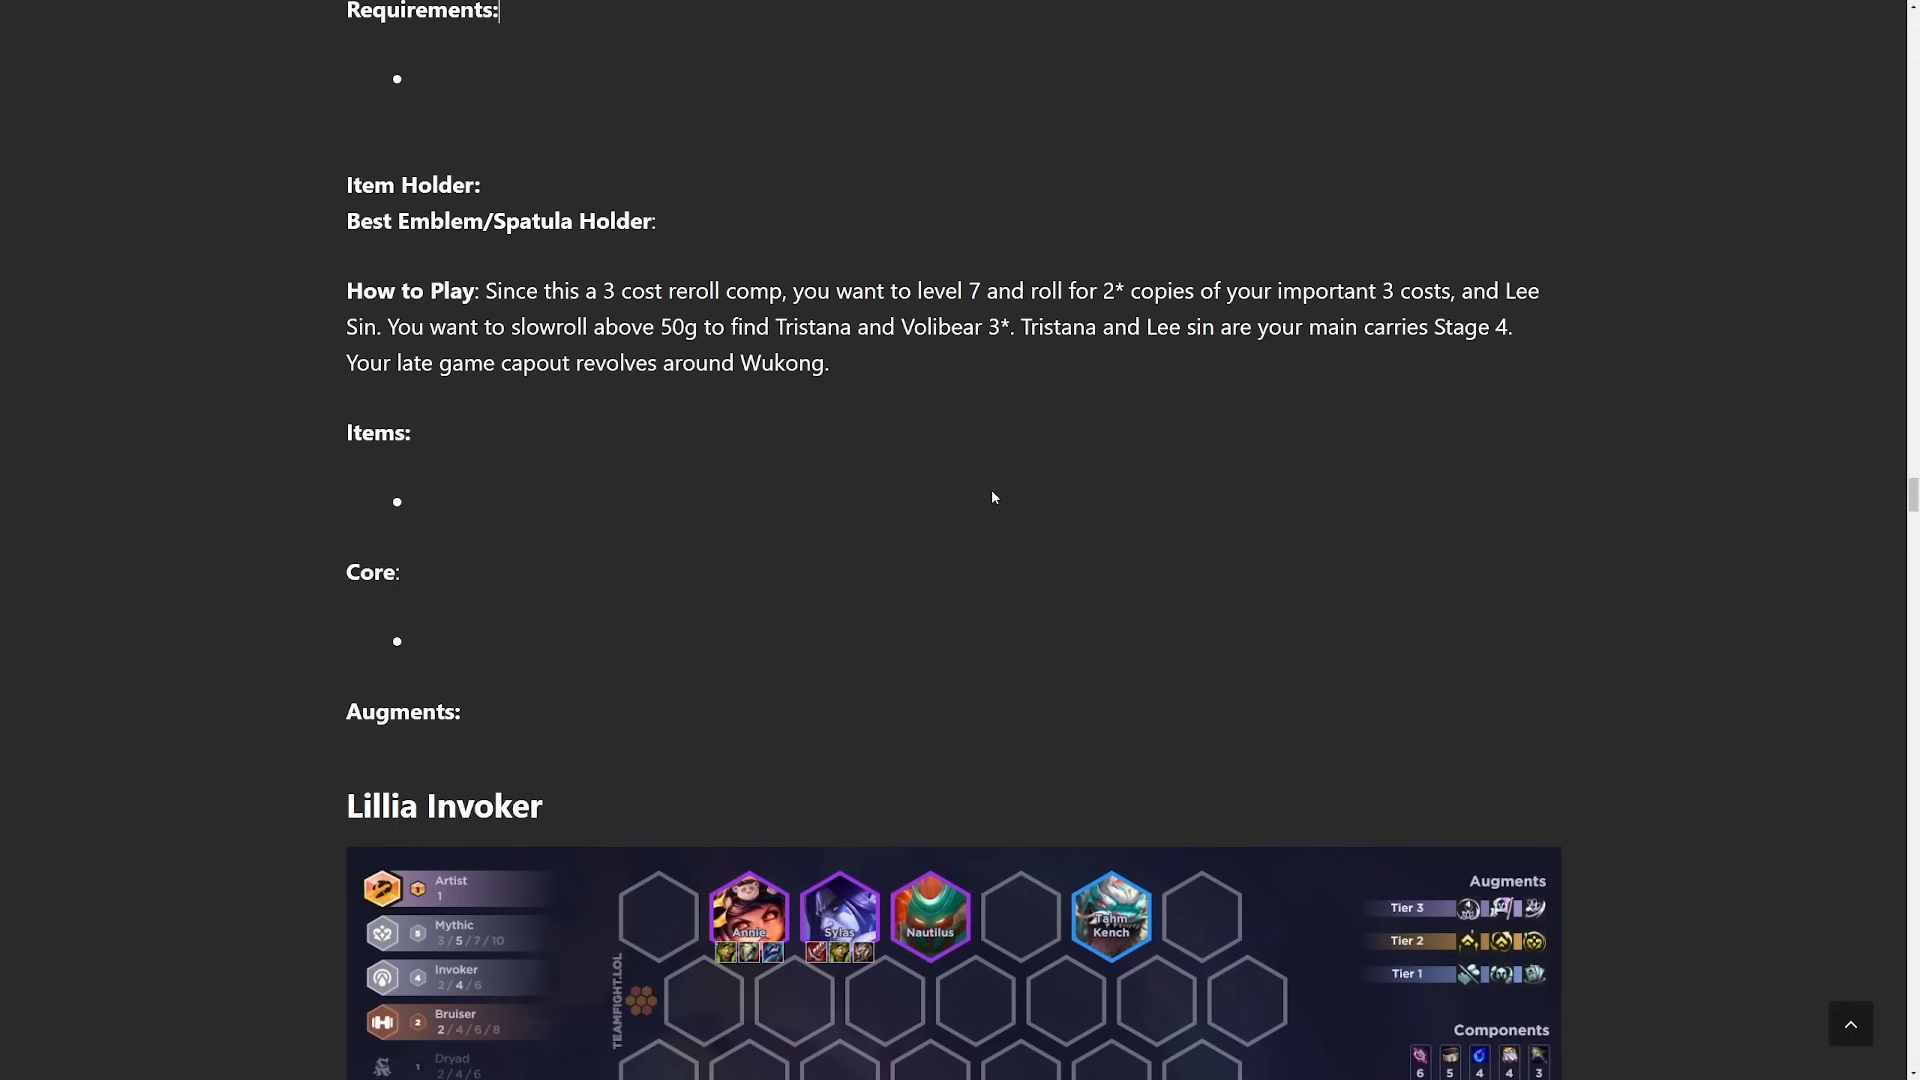 Requirements:
Item Holder:
Best Emblem/Spatula Holder:
How to Play: Since this a 3 cost reroll comp, you want to level 7 and roll for 2* copies of your important 3 costs, and Lee
Sin. You want to slowroll above 50g to find Tristana and Volibear 3*. Tristana and Lee sin are your main carries Stage 4.
Your late game capout revolves around Wukong.
Items:
Core:
Augments:
Lillia Invoker
Artist
1
1
Mythic
5
3/5/7/10
Invoker
4
2/4/6
Bruiser
2
2/4/6/8
Dryad
1
2/4/6
TEAMFIGHT.LOL
Annie
Sylas
Nautilus
Tahm
Kench
Augments
Tier 3
Tier 2
Tier 1
Components
6 5 4 4 3